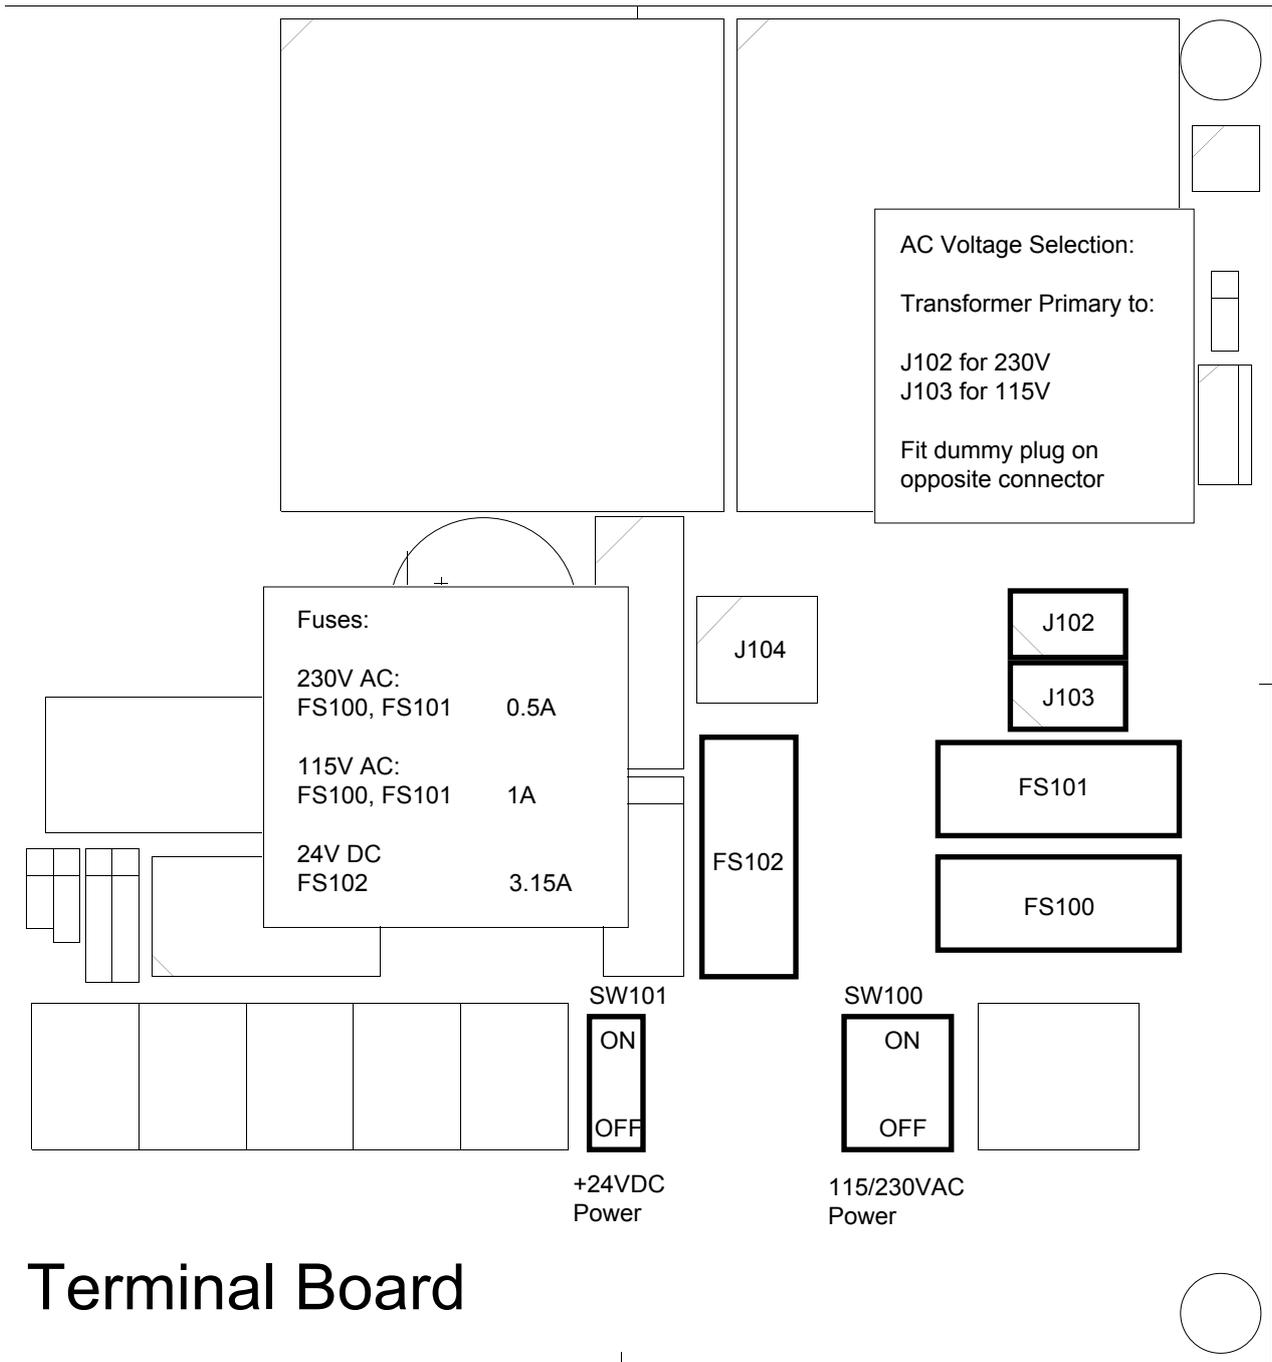 AC Voltage Selection:
Transformer Primary to:
J102 for 230V
J103 for 115V
Fit dummy plug on
opposite connector
Fuses:
230V AC:
FS100, FS101 0.5A
115V AC:
FS100, FS101 1A
24V DC
FS102 3.15A
J104
J102
J103
FS101
FS102
FS100
SW101
ON
OFF
+24VDC
Power
SW100
ON
OFF
115/230VAC
Power
Terminal Board